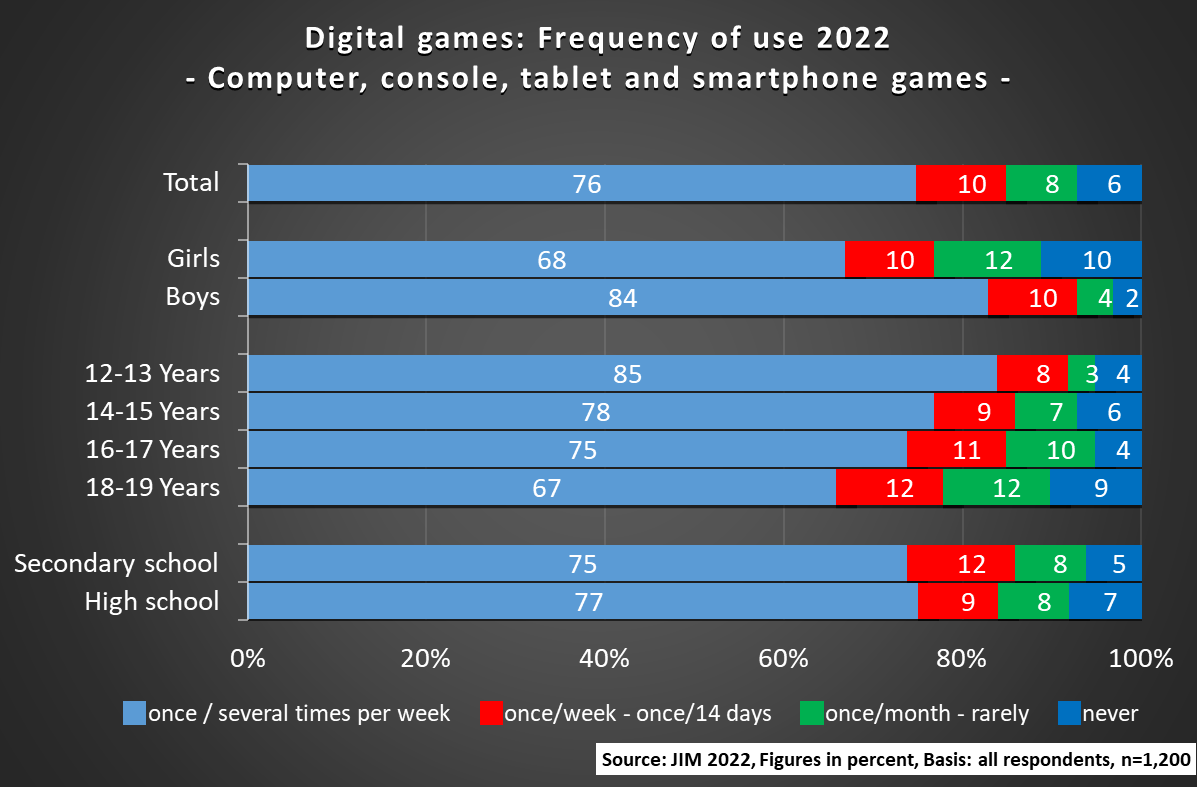 Digital games: Frequency of use 2022
- Computer, console, tablet and smartphone games -
Total 76 10 8 6
Girls 68 10 12 10
Boys 84 10 4 2
12-13 Years 85 8 3 4
14-15 Years 78 9 7 6
16-17 Years 75 11 10 4
18-19 Years 67 12 12 9
Secondary school 75 12 8 5
High school 77 9 8 7
0% 20% 40% 60% 80% 100%
once / several times per week once/week - once/14 days once/month - rarely never
Source: JIM 2022, Figures in percent, Basis: all respondents, n=1,200